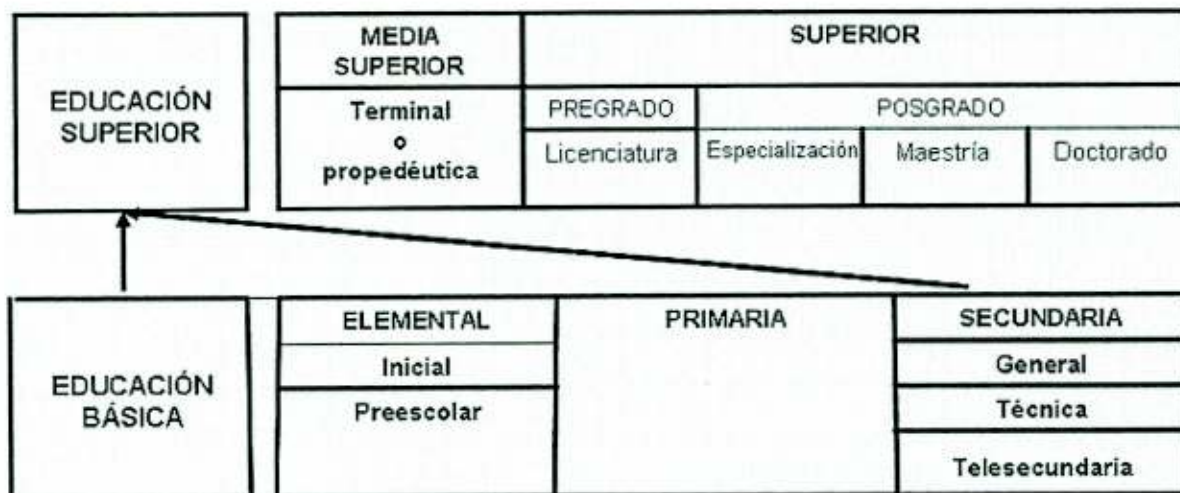 EDUCACIÓN
SUPERIOR
MEDIA
SUPERIOR
Terminal
o
propedéutica
SUPERIOR
PREGRADO
POSGRADO
Licenciatura
Especialización
Maestría
Doctorado
EDUCACIÓN
BÁSICA
ELEMENTAL
Inicial
Preescolar
PRIMARIA
SECUNDARIA
General
Técnica
Telesecundaria